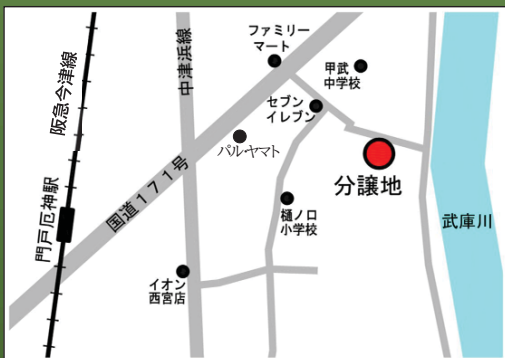 ファミリー
マート
中津浜線
阪急今津線
甲武
中学校
セブン
イレブン
パル・ヤマト
分譲地
国道171号
門戸厄神駅
樋ノ口
小学校
武庫川
イオン
西宮店